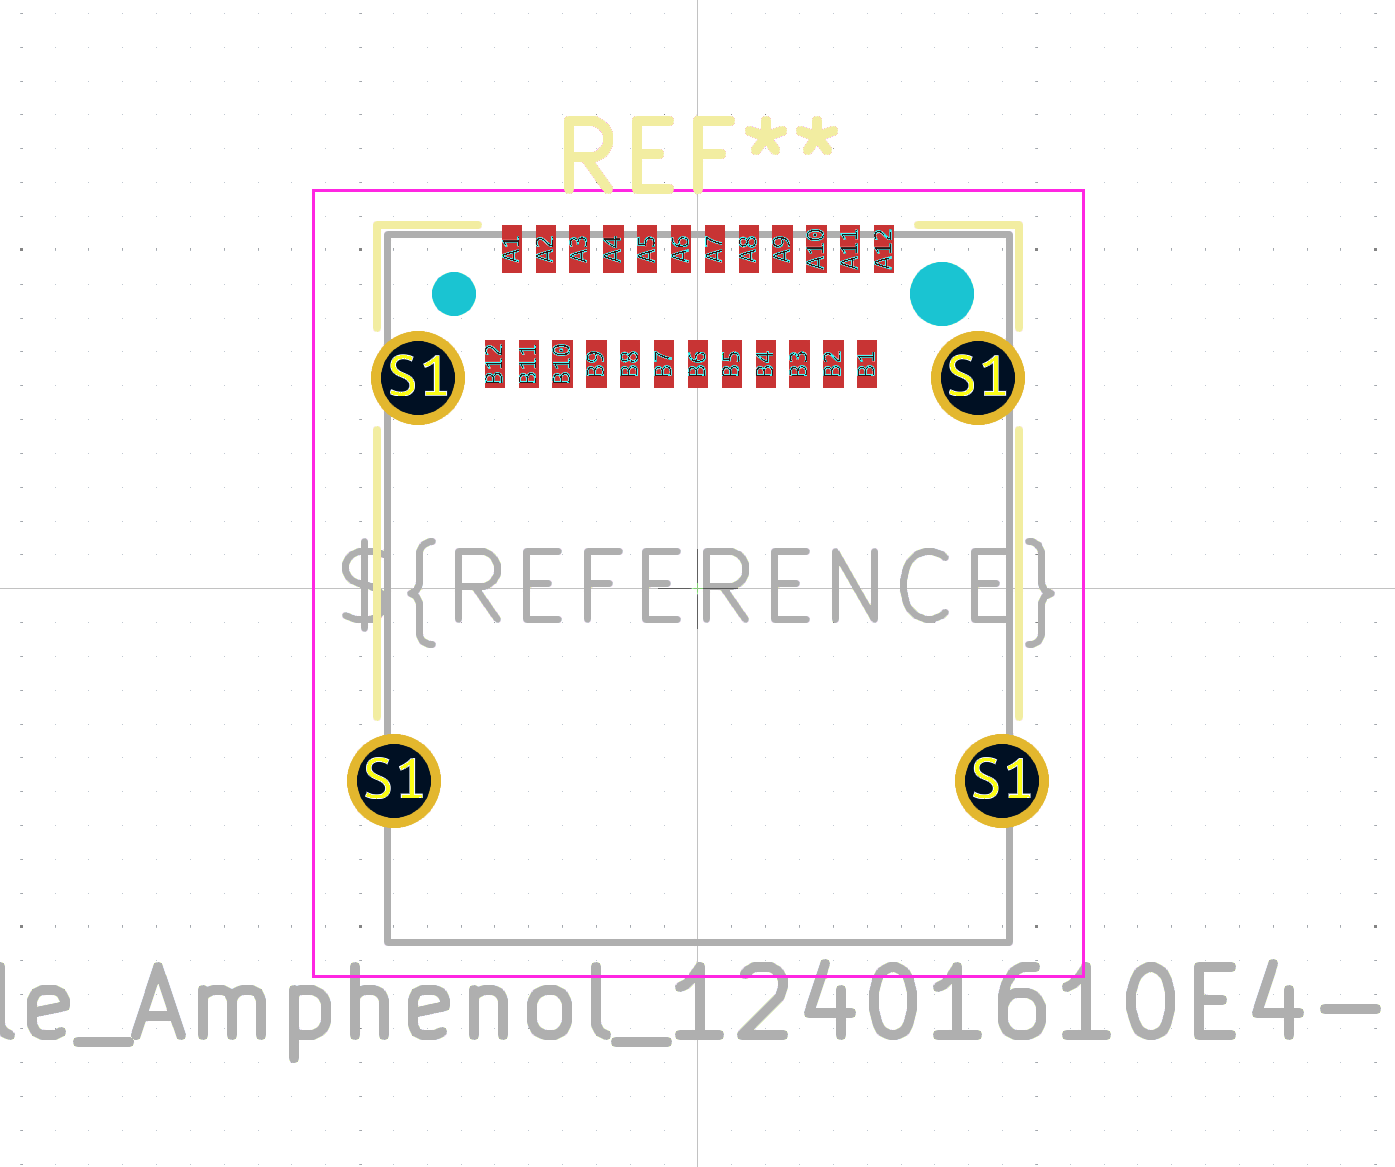 REF**
A1 A2 A3 A4 A5 A6 A7 A8 A9 A10 A11 A12
B12 B11 B10 B9 B8 B7 B6 B5 B4 B3 B2 B1
S1 S1
${REFERENCE}
S1 S1
le_Amphenol_12401610E4-